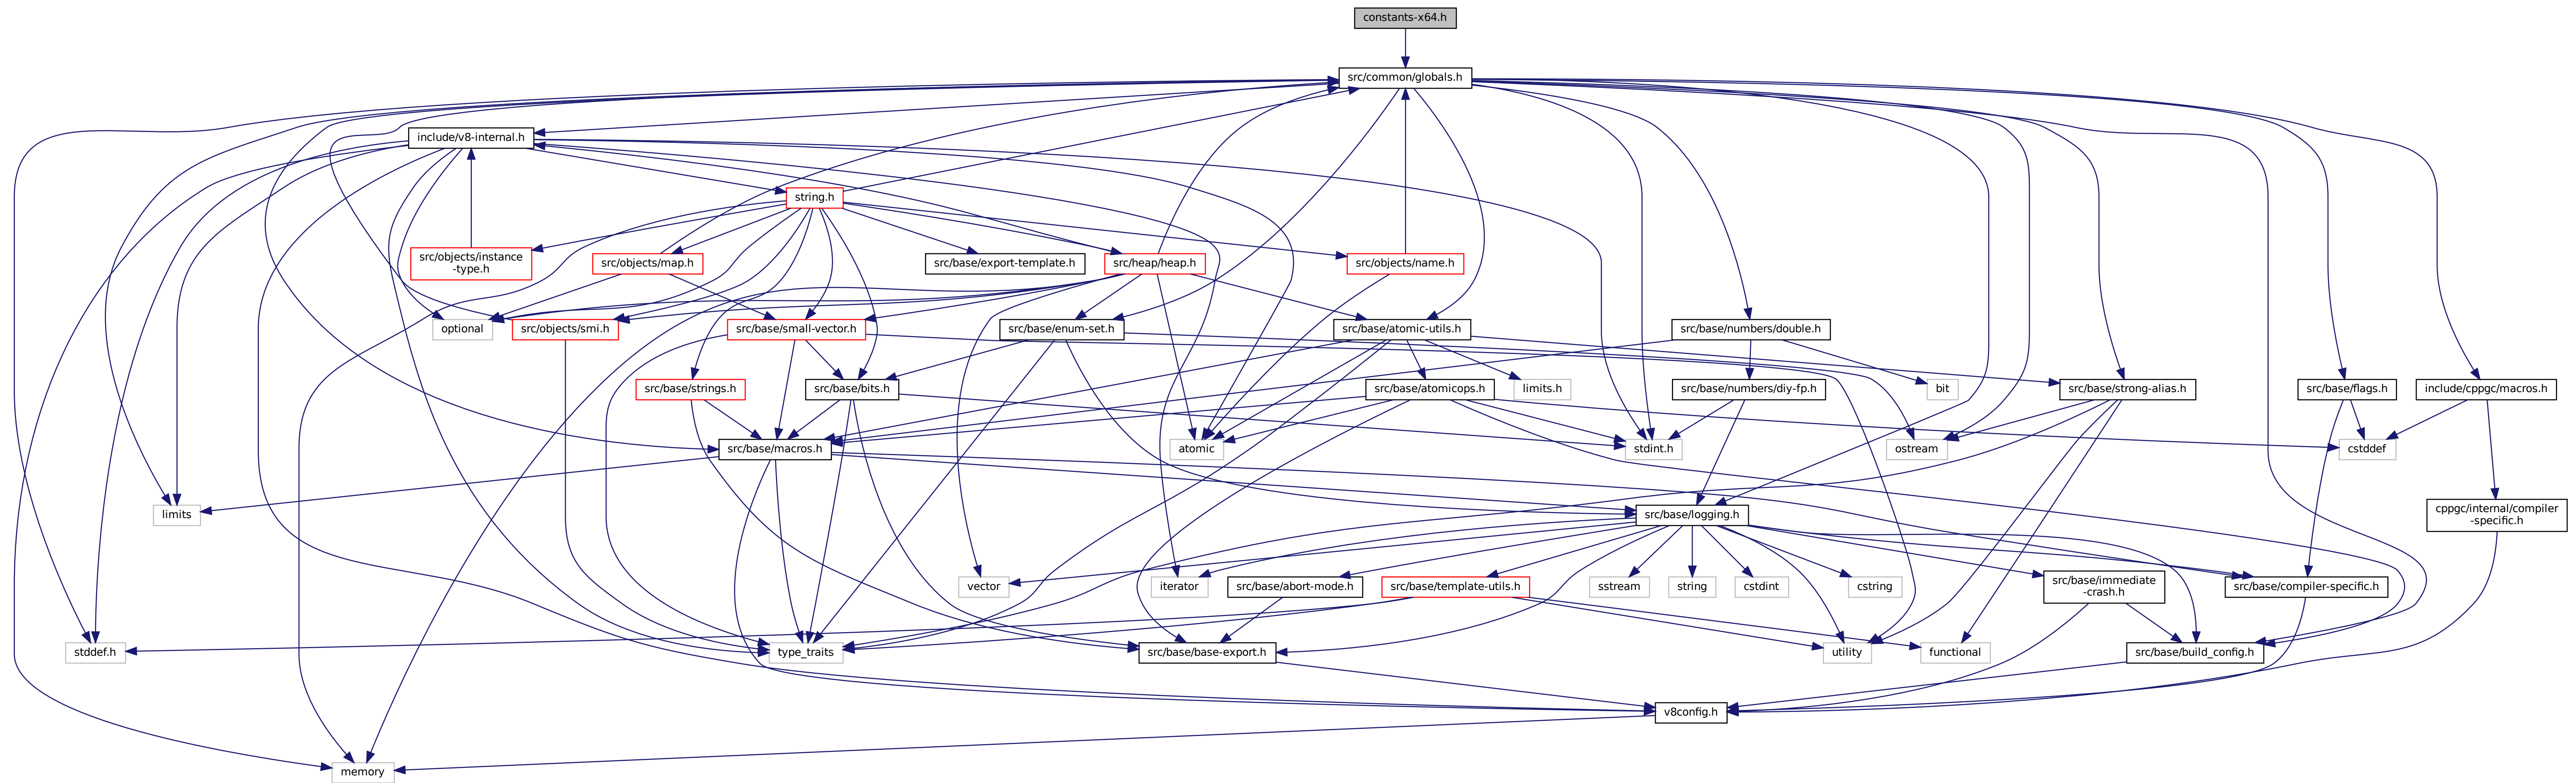 constants-x64.h
src/common/globals.h
include/v8-internal.h
string.h
src/objects/instance
-type.h
src/objects/map.h
src/base/export-template.h
src/heap/heap.h
src/objects/name.h
optional
src/objects/smi.h
src/base/small-vector.h
src/base/enum-set.h
src/base/atomic-utils.h
src/base/numbers/double.h
src/base/strings.h
src/base/bits.h
src/base/atomicops.h
limits.h
src/base/numbers/diy-fp.h
bit
src/base/strong-alias.h
src/base/flags.h
include/cppgc/macros.h
src/base/macros.h
atomic
stdint.h
ostream
cstddef
limits
src/base/logging.h
cppgc/internal/compiler
-specific.h
vector
iterator
src/base/abort-mode.h
src/base/template-utils.h
sstream
string
cstdint
cstring
src/base/immediate
-crash.h
src/base/compiler-specific.h
stddef.h
type_traits
src/base/base-export.h
utility
functional
src/base/build_config.h
v8config.h
memory